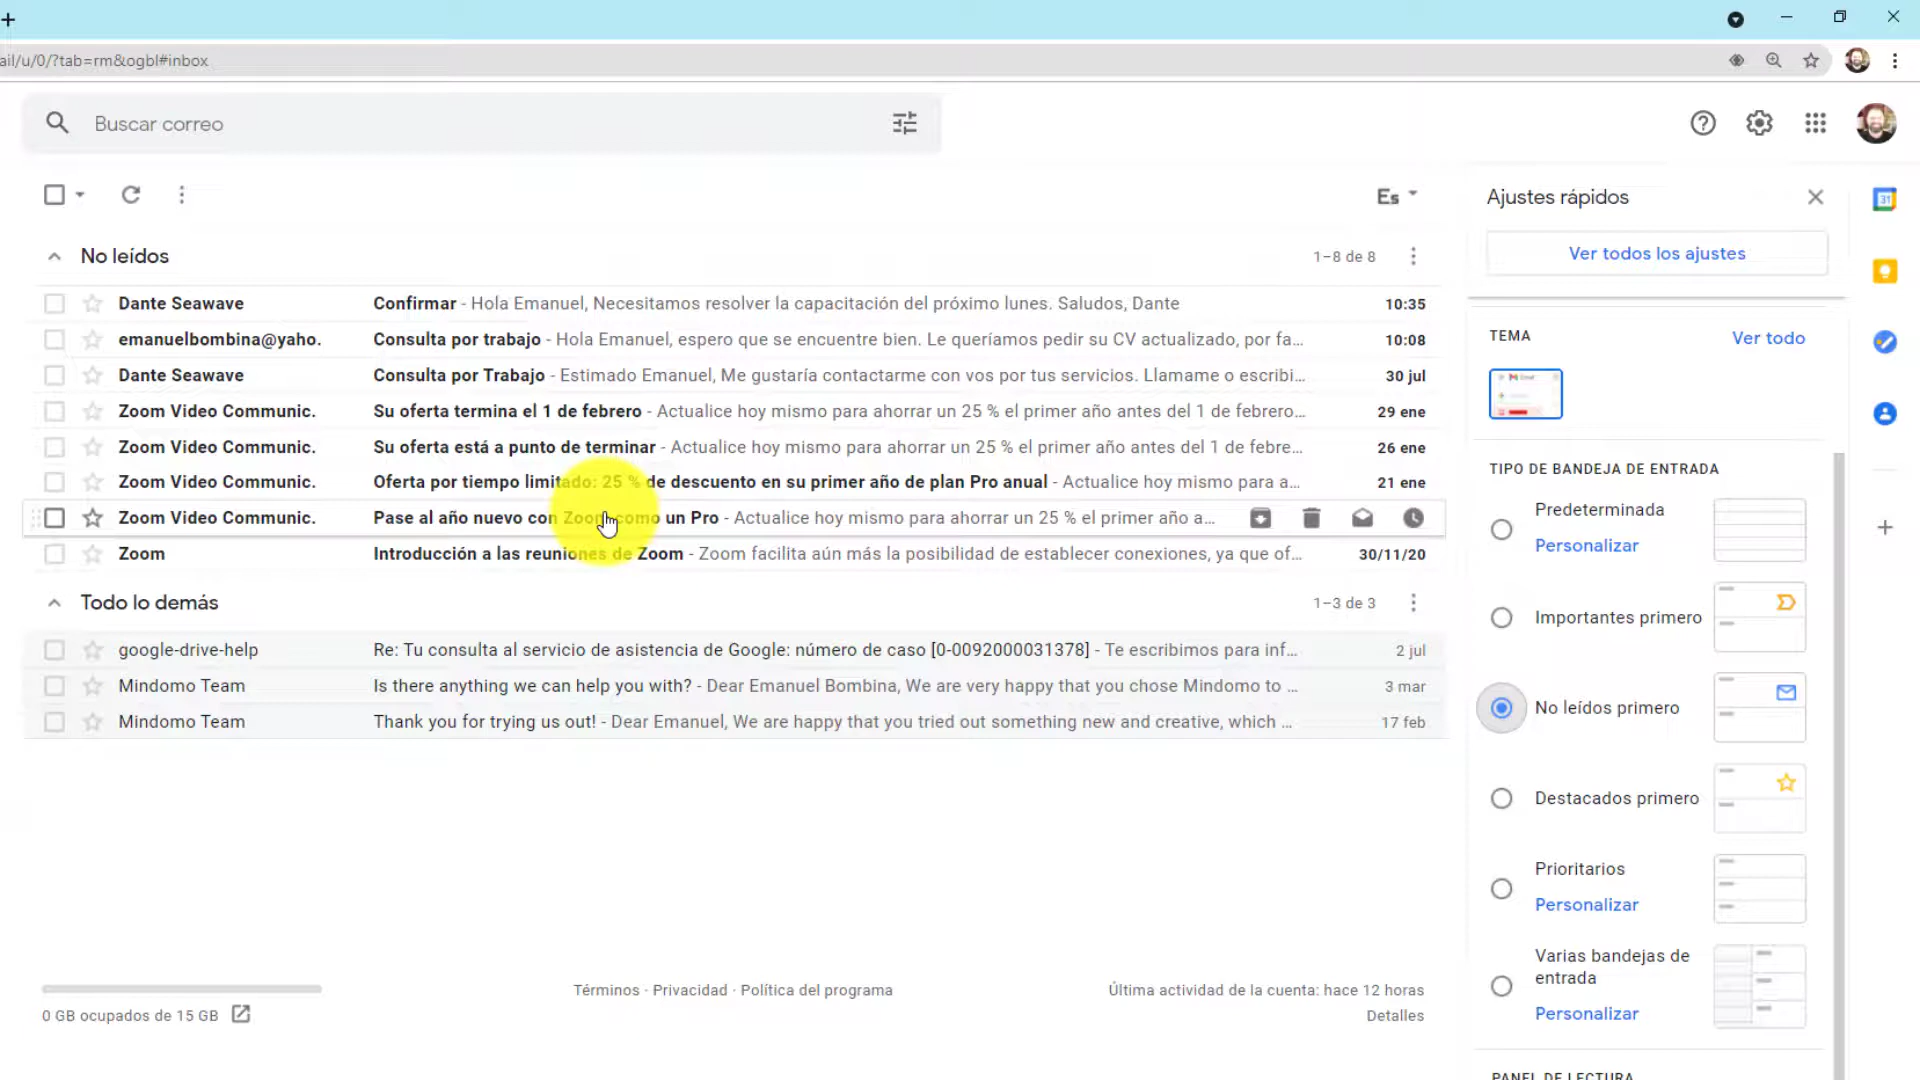 ail/u/0/?tab=rm&ogbl#inbox
Buscar correo
Es
Ajustes rápidos
Ver todos los ajustes
No leídos 1–8 de 8
Dante Seawave Confirmar - Hola Emanuel, Necesitamos resolver la capacitación del próximo lunes. Saludos, Dante 10:35
emanuelbombina@yaho. Consulta por trabajo - Hola Emanuel, espero que se encuentre bien. Le queríamos pedir su CV actualizado, por fa... 10:08
Dante Seawave Consulta por Trabajo - Estimado Emanuel, Me gustaría contactarme con vos por tus servicios. Llamame o escribi... 30 jul
Zoom Video Communic. Su oferta termina el 1 de febrero - Actualice hoy mismo para ahorrar un 25 % el primer año antes del 1 de febrero... 29 ene
Zoom Video Communic. Su oferta está a punto de terminar - Actualice hoy mismo para ahorrar un 25 % el primer año antes del 1 de febre... 26 ene
Zoom Video Communic. Oferta por tiempo limitado: 25 % de descuento en su primer año de plan Pro anual - Actualice hoy mismo para a... 21 ene
Zoom Video Communic. Pase al año nuevo con Zoom como un Pro - Actualice hoy mismo para ahorrar un 25 % el primer año a...
Zoom Introducción a las reuniones de Zoom - Zoom facilita aún más la posibilidad de establecer conexiones, ya que of... 30/11/20
Todo lo demás 1–3 de 3
google-drive-help Re: Tu consulta al servicio de asistencia de Google: número de caso [0-0092000031378] - Te escribimos para inf... 2 jul
Mindomo Team Is there anything we can help you with? - Dear Emanuel Bombina, We are very happy that you chose Mindomo to ... 3 mar
Mindomo Team Thank you for trying us out! - Dear Emanuel, We are happy that you tried out something new and creative, which ... 17 feb
TEMA
Ver todo
Gmail
TIPO DE BANDEJA DE ENTRADA
Predeterminada
Personalizar
Importantes primero
No leídos primero
Destacados primero
Prioritarios
Personalizar
Varias bandejas de
entrada
Personalizar
PANEL DE LECTURA
31
0 GB ocupados de 15 GB
Términos · Privacidad · Política del programa
Última actividad de la cuenta: hace 12 horas
Detalles